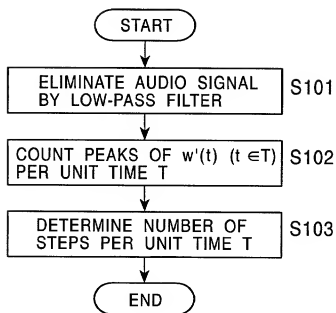 START
ELIMINATE AUDIO SIGNAL
BY LOW-PASS FILTER
S101
COUNT PEAKS OF w'(t) (t ∈T)
PER UNIT TIME T
S102
DETERMINE NUMBER OF
STEPS PER UNIT TIME T
S103
END